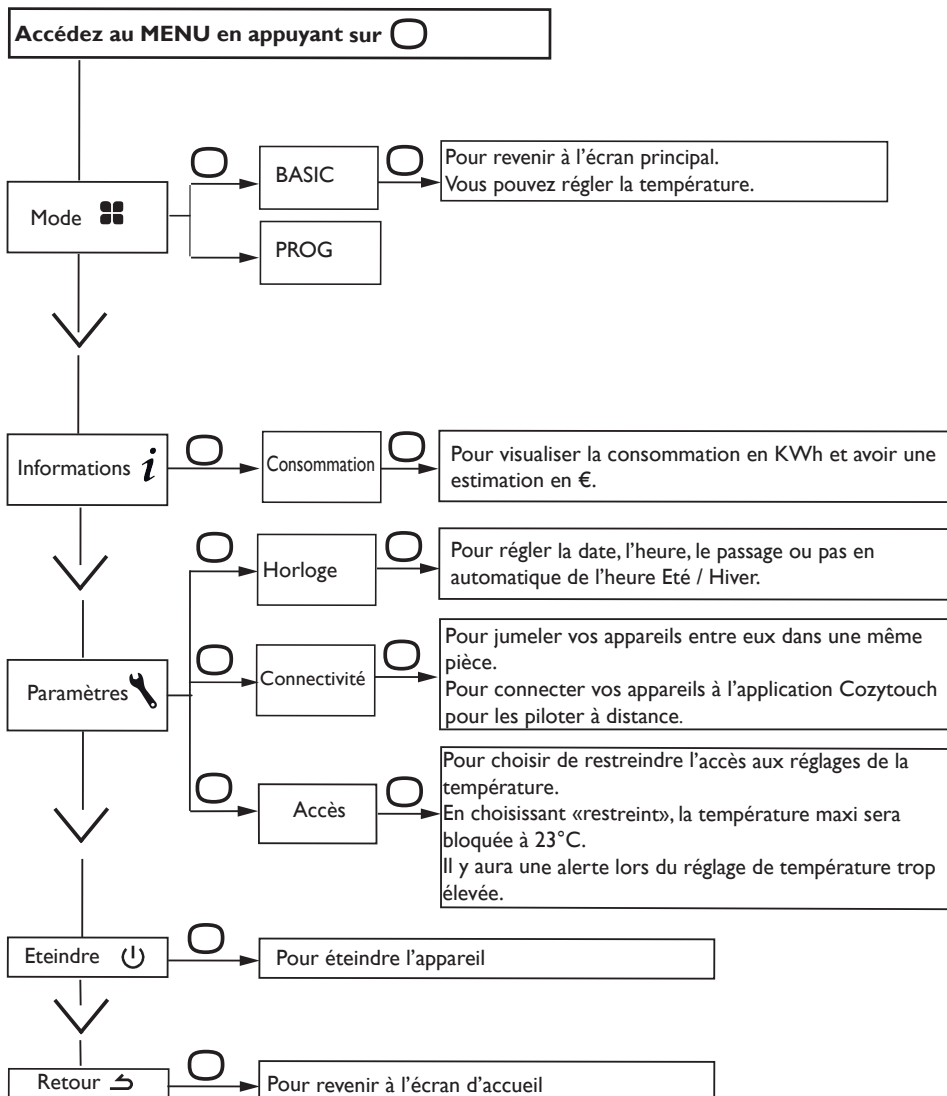 Accédez au MENU en appuyant sur
Mode
BASIC
Pour revenir à l'écran principal.
Vous pouvez régler la température.
PROG
Informations i
Consommation
Pour visualiser la consommation en KWh et avoir une
estimation en €.
Paramètres
Horloge
Pour régler la date, l'heure, le passage ou pas en
automatique de l'heure Eté / Hiver.
Connectivité
Pour jumeler vos appareils entre eux dans une même
pièce.
Pour connecter vos appareils à l'application Cozytouch
pour les piloter à distance.
Accès
Pour choisir de restreindre l'accès aux réglages de la
température.
En choisissant «restreint», la température maxi sera
bloquée à 23°C.
Il y aura une alerte lors du réglage de température trop
élevée.
Eteindre
Pour éteindre l'appareil
Retour
Pour revenir à l'écran d'accueil